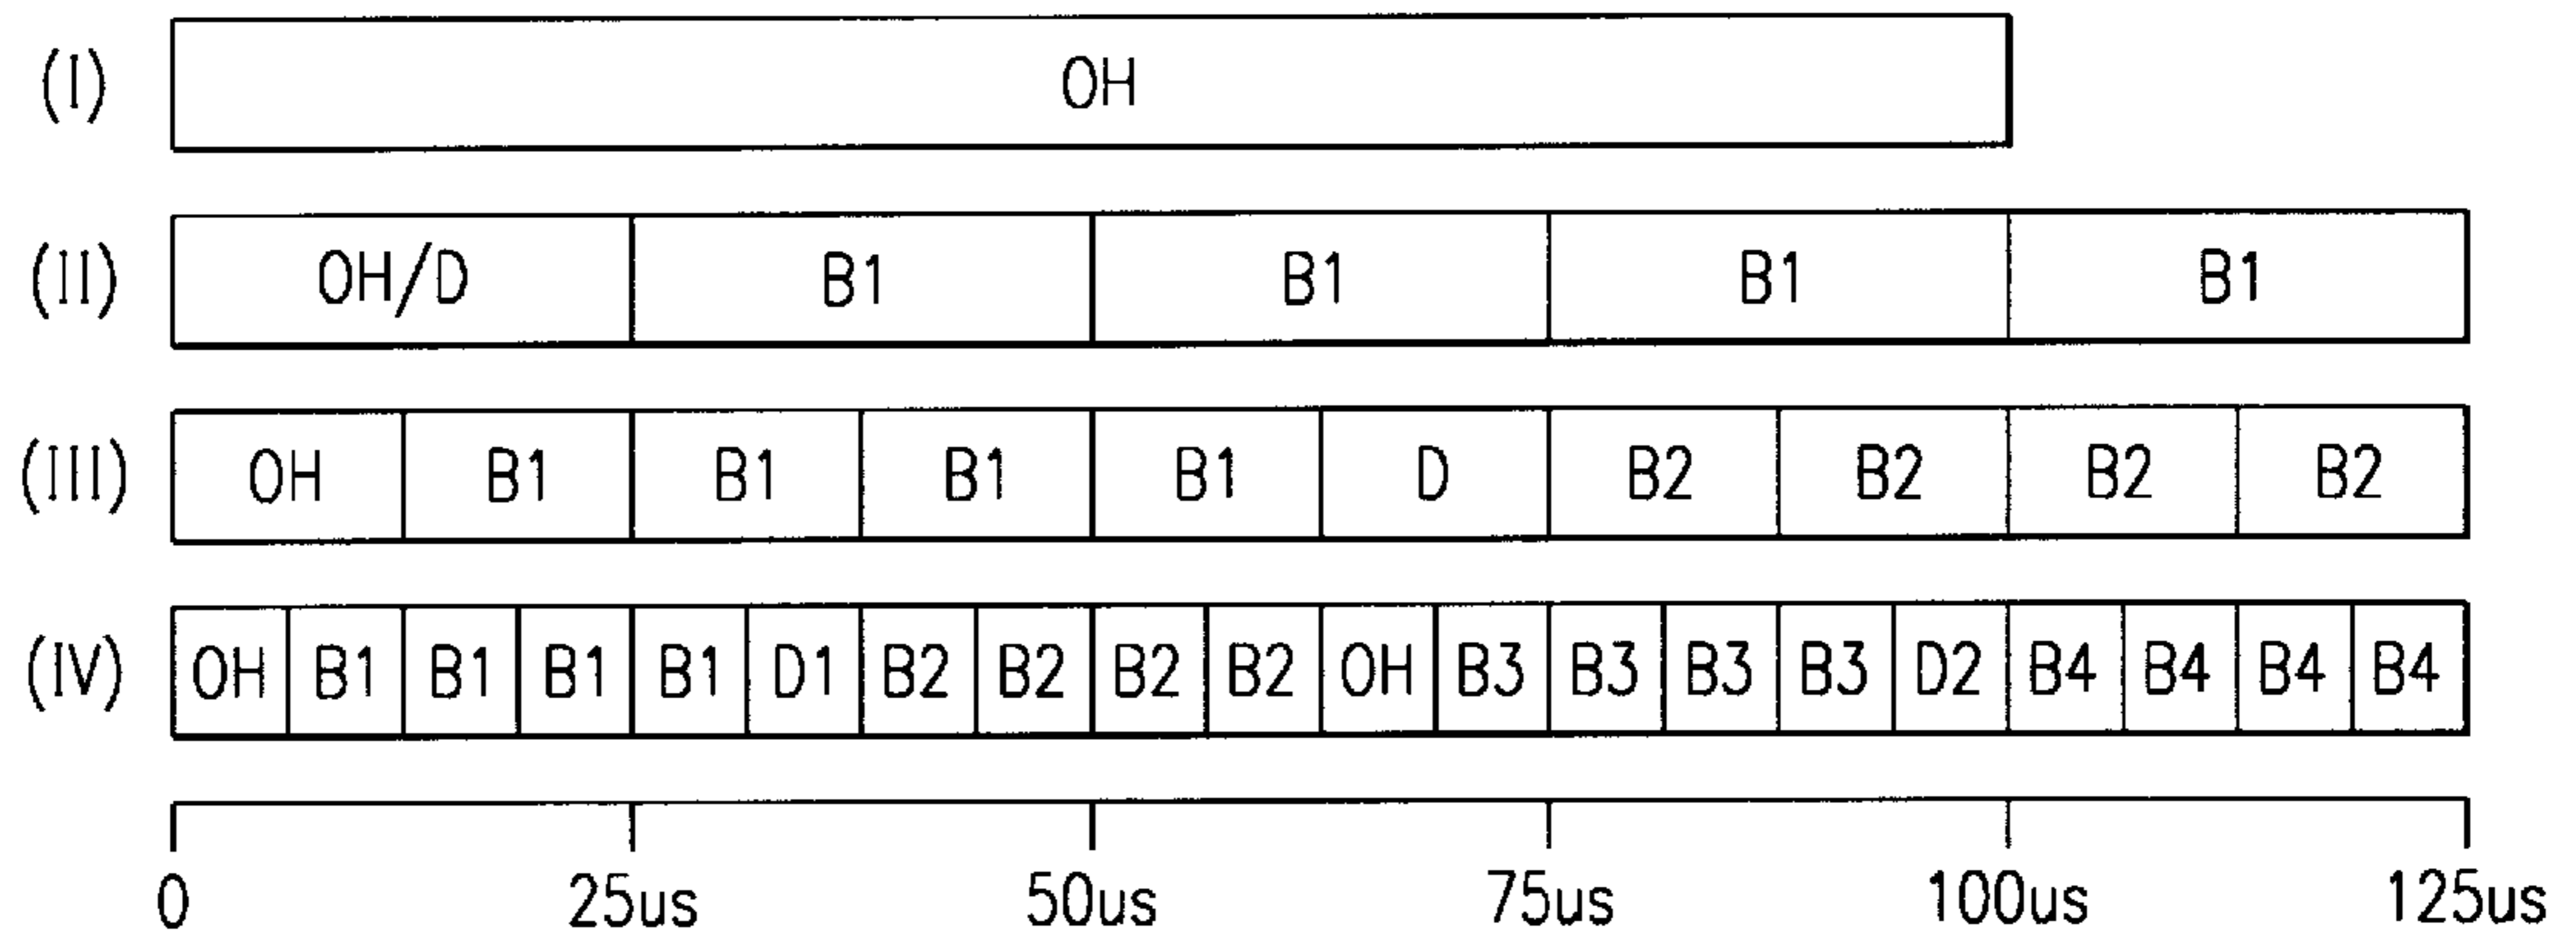 (I) OH
(II) OH/D B1 B1 B1 B1
(III) OH B1 B1 B1 B1 D B2 B2 B2 B2
(IV) OH B1 B1 B1 B1 D1 B2 B2 B2 B2 OH B3 B3 B3 B3 D2 B4 B4 B4 B4
0 25us 50us 75us 100us 125us